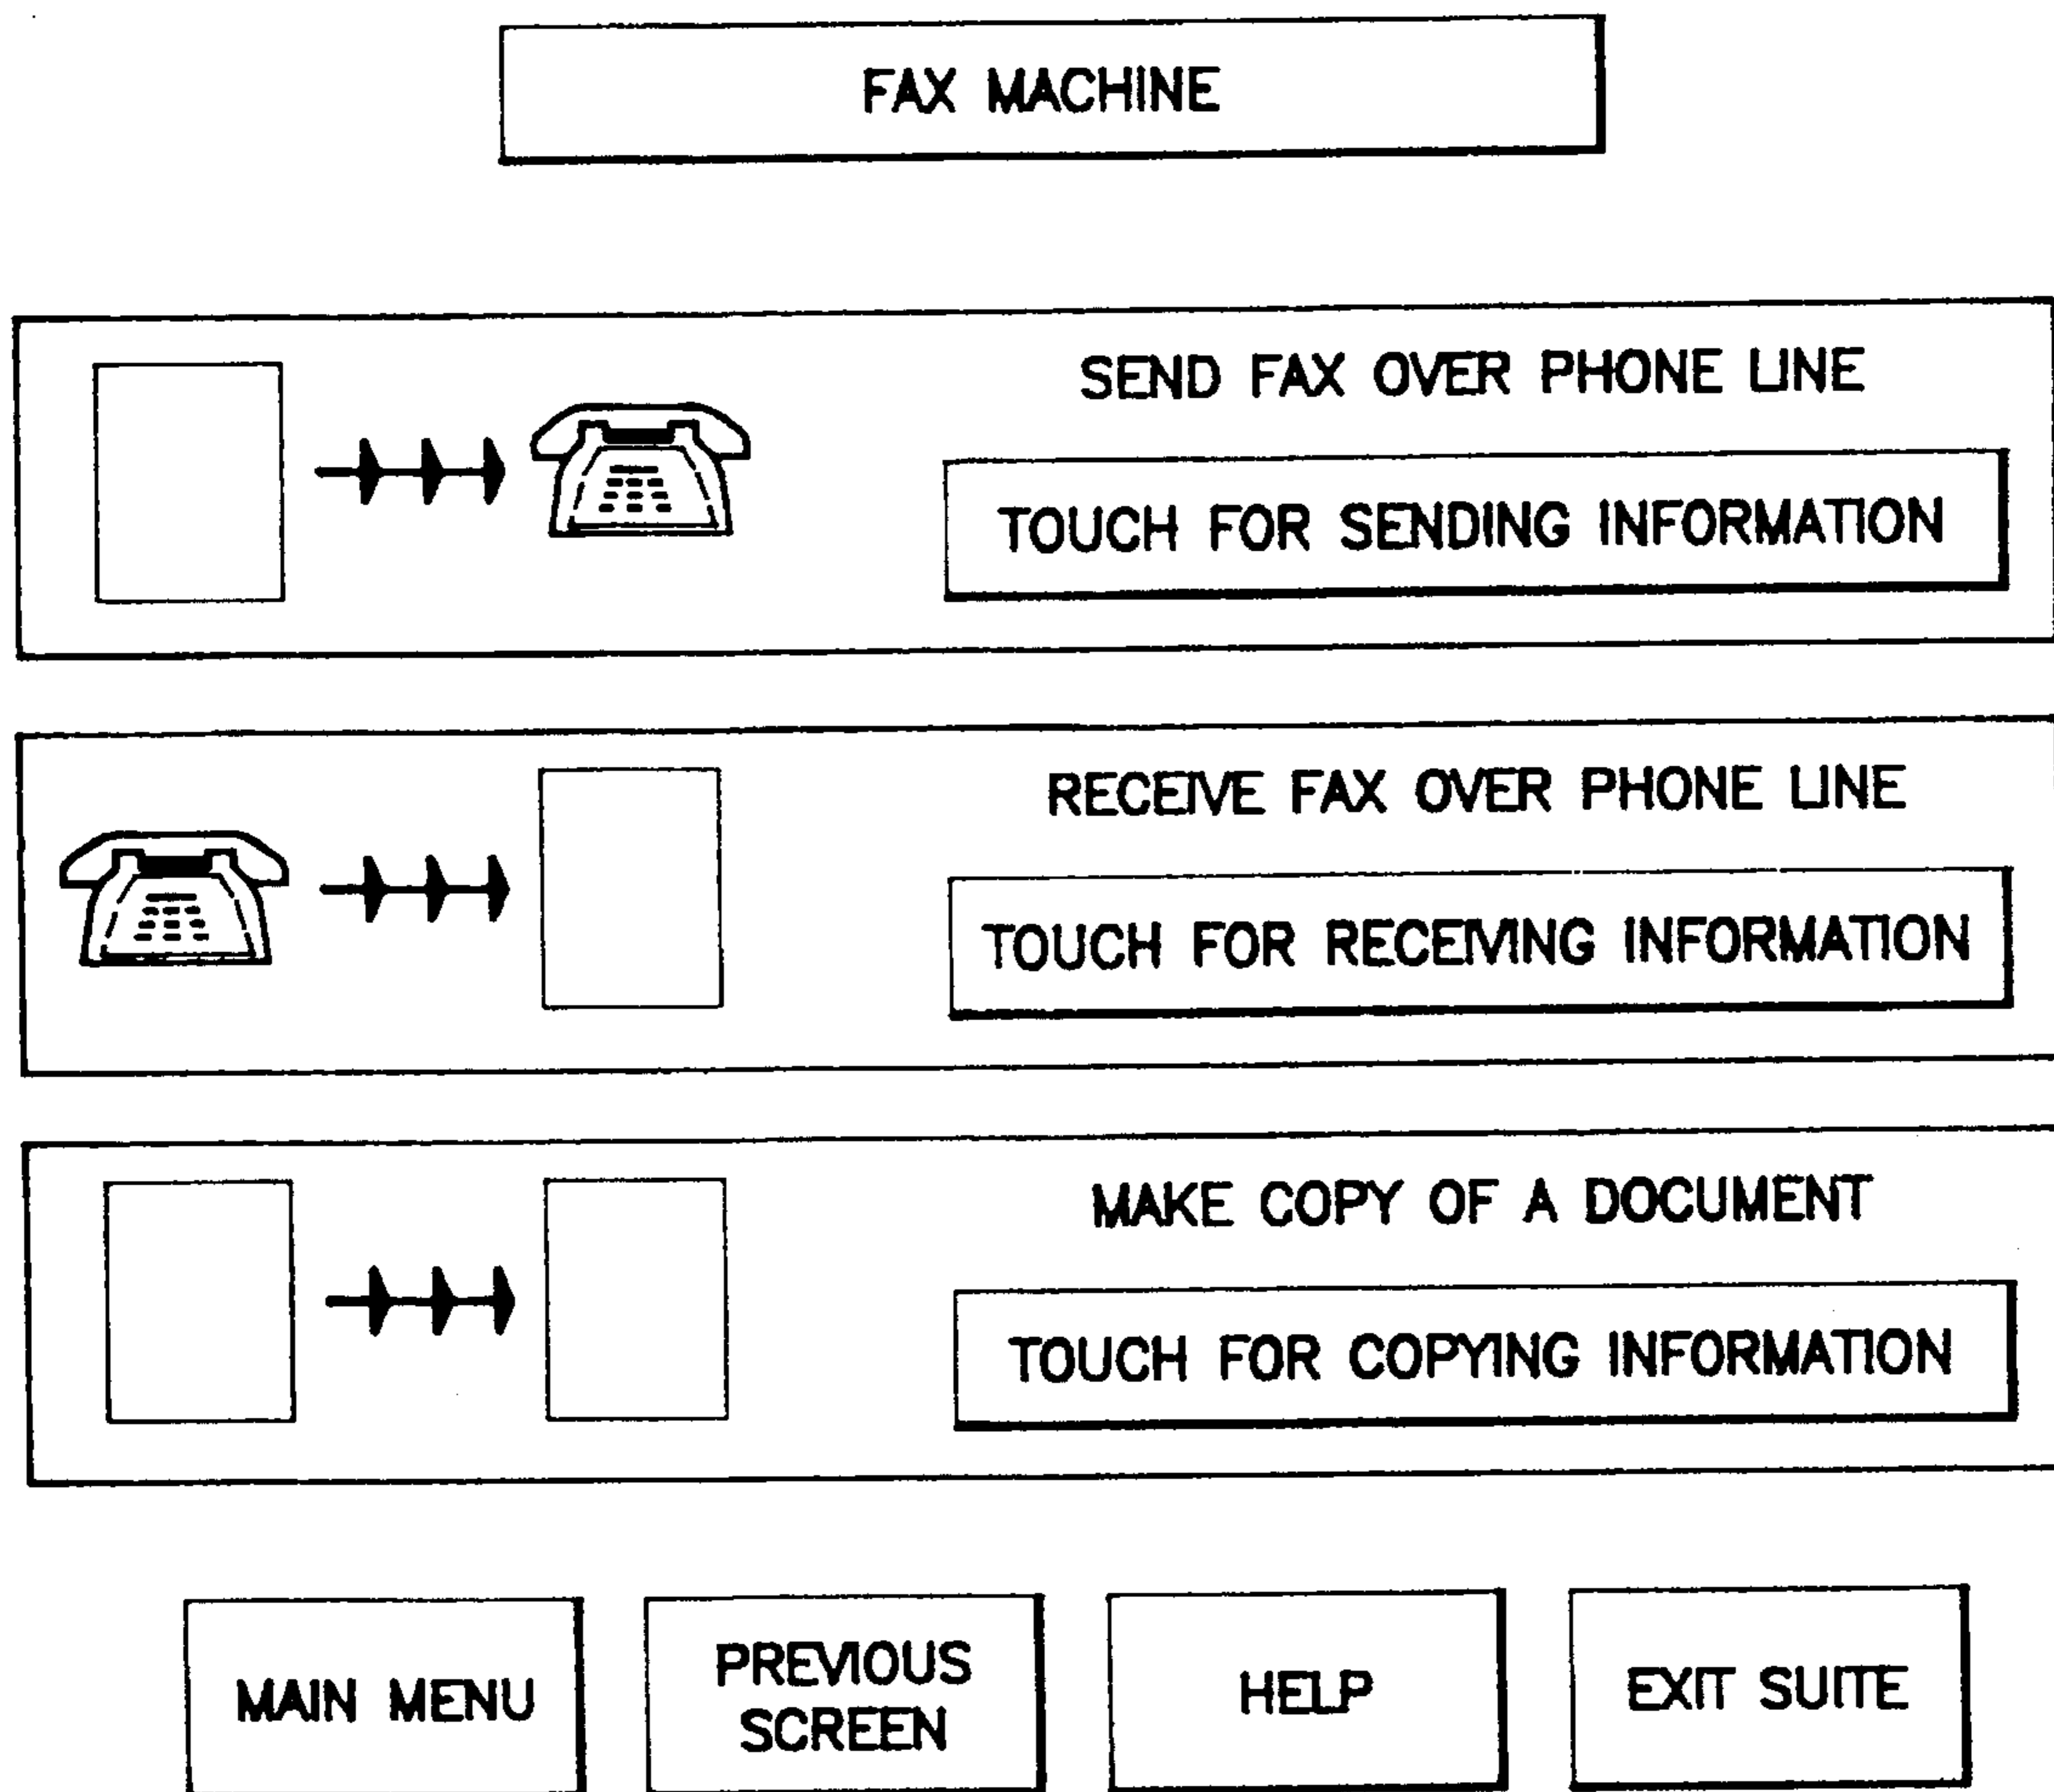 FAX MACHINE
SEND FAX OVER PHONE LINE
TOUCH FOR SENDING INFORMATION
RECEIVE FAX OVER PHONE LINE
TOUCH FOR RECEIVING INFORMATION
MAKE COPY OF A DOCUMENT
TOUCH FOR COPYING INFORMATION
MAIN MENU
PREVIOUS
SCREEN
HELP
EXIT SUITE